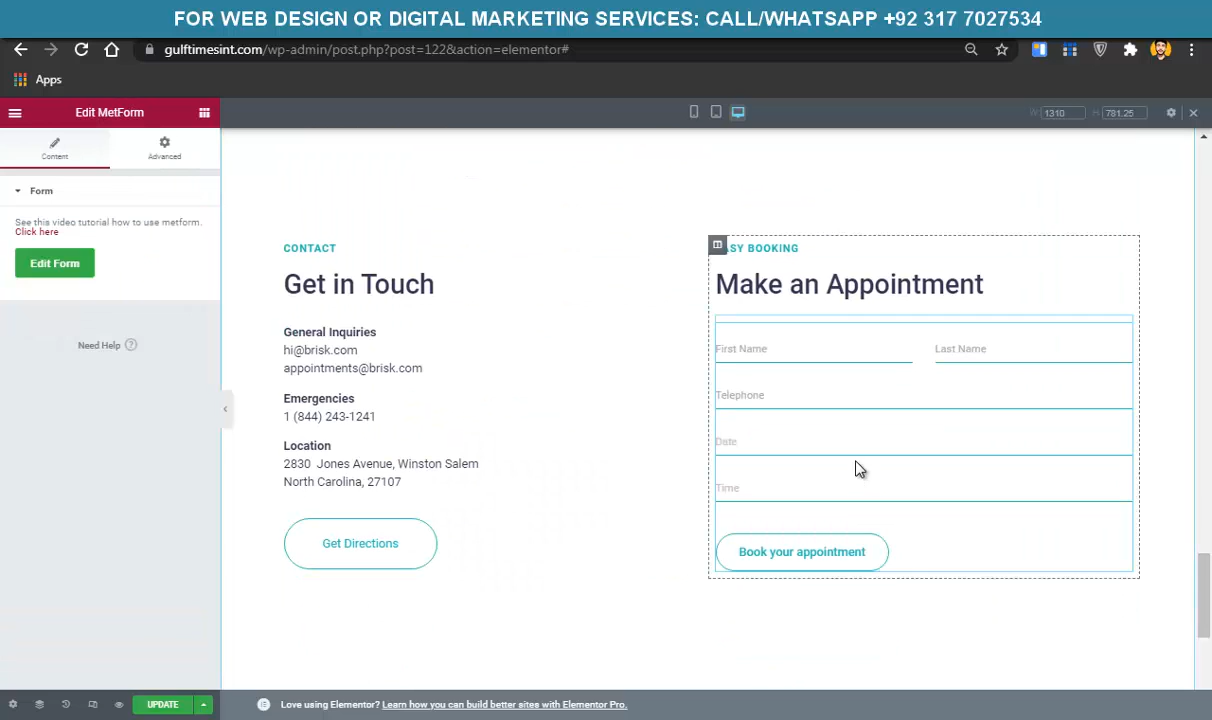 FOR WEB DESIGN OR DIGITAL MARKETING SERVICES: CALL/WHATSAPP +92 317 7027534
gulftimesint.com/wp-admin/post.php?post=122&action=elementor#
Apps
Edit MetForm
W: 1310 H: 781.25
Content
Advanced
Form
See this video tutorial how to use metform.
Click here
Edit Form
Need Help ?
CONTACT
Get in Touch
General Inquiries
hi@brisk.com
appointments@brisk.com
Emergencies
1 (844) 243-1241
Location
2830 Jones Avenue, Winston Salem
North Carolina, 27107
Get Directions
ASY BOOKING
Make an Appointment
First Name
Last Name
Telephone
Date
Time
Book your appointment
UPDATE
Love using Elementor? Learn how you can build better sites with Elementor Pro.